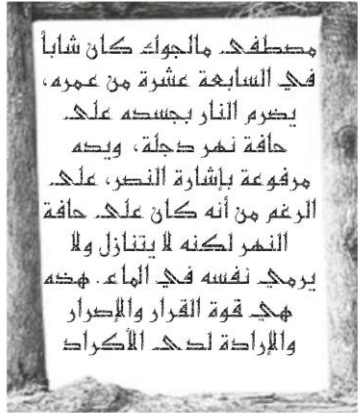 مصطفى مالجوك كان شاباً
في السابعة عشرة من عمره،
يضرم النار بجسده على
حافة نهر دجلة، ويده
مرفوعة بإشارة النصر، على
الرغم من أنه كان على حافة
النهر لكنه لا يتنازل ولا
يرمي نفسه في الماء. هذه
هي قوة القرار والإصرار
والإرادة لدى الأكراد